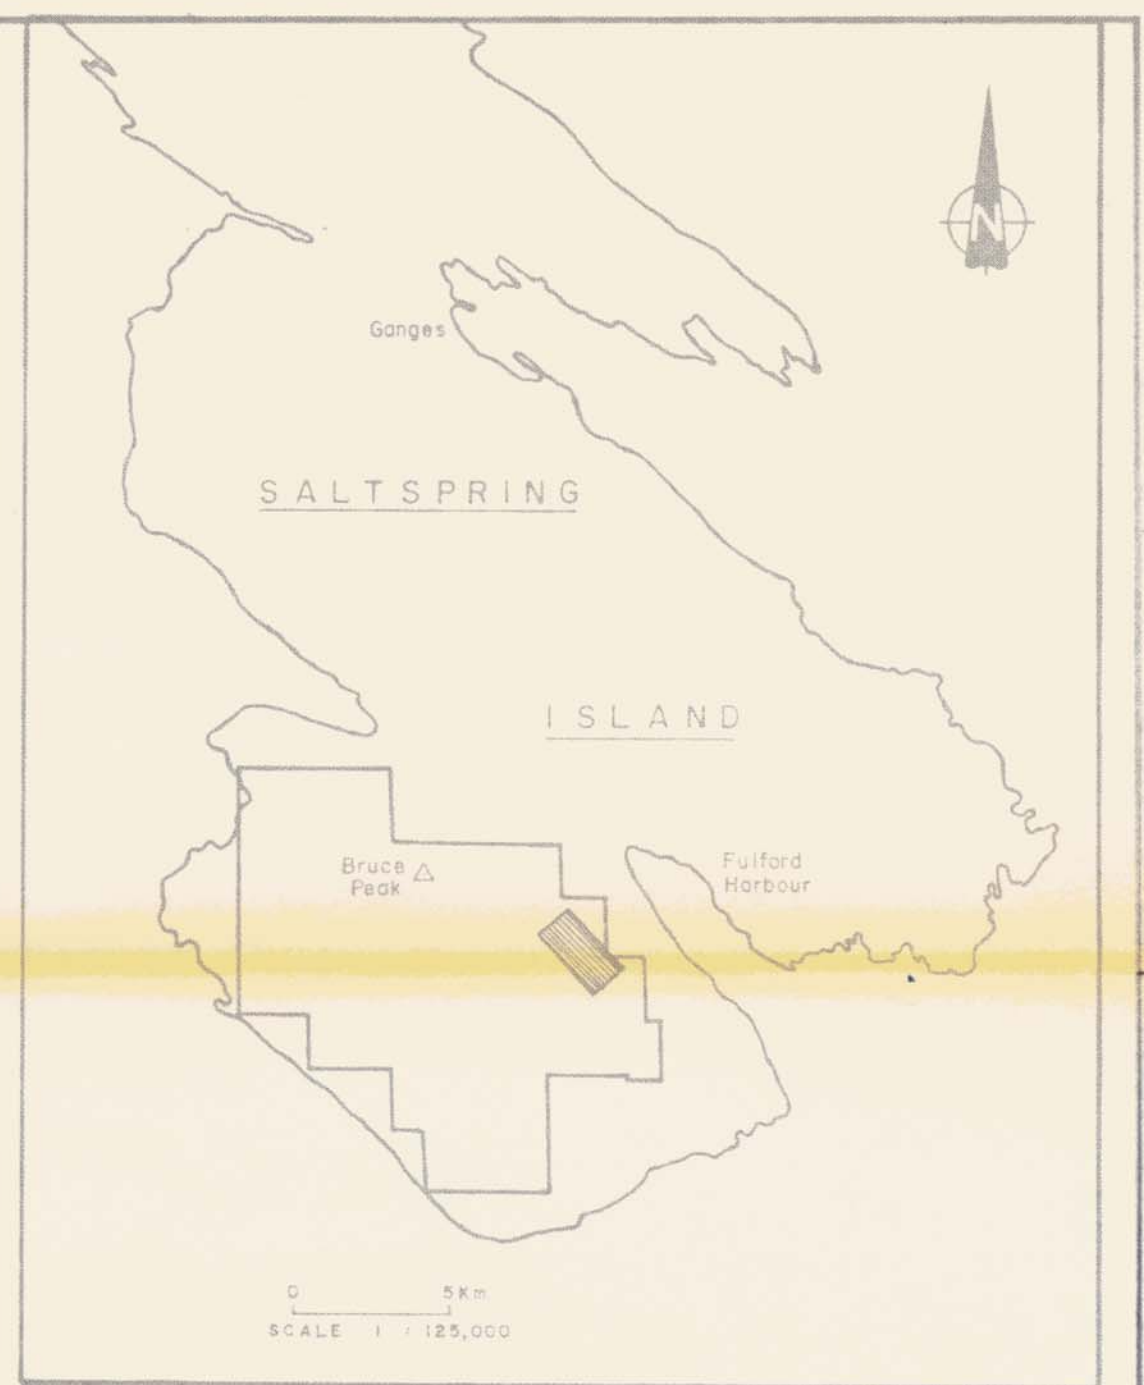 N
Ganges
SALTSPRING
ISLAND
Bruce
Peak
Fulford
Harbour
0 5 Km
SCALE 1 : 125,000